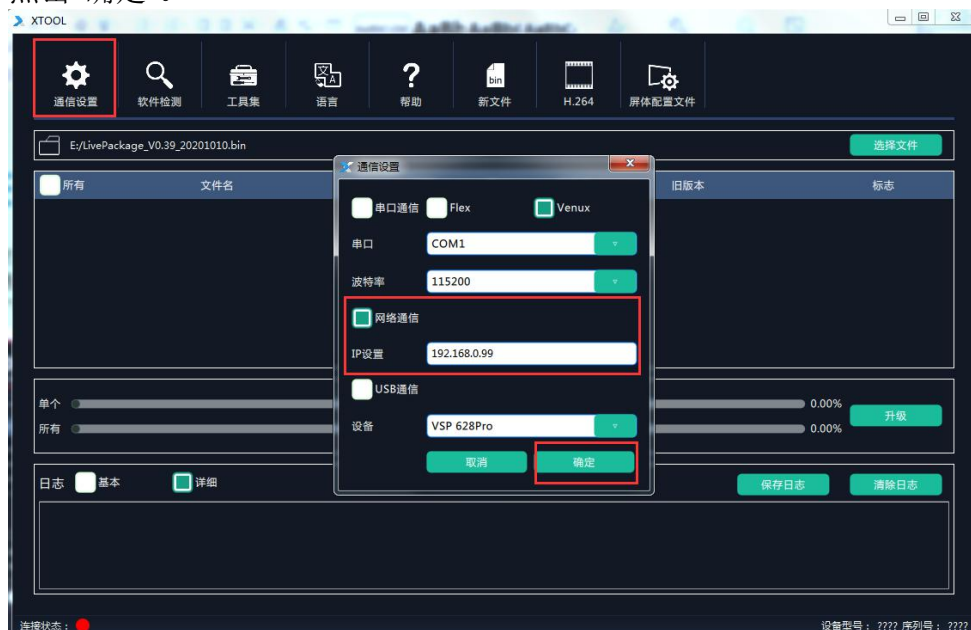 XTOOL
通信设置 软件检测 工具集 语言 帮助 新文件 H.264 屏体配置文件
bin
E:/LivePackage_V0.39_20201010.bin 选择文件
所有 文件名 旧版本 标志
通信设置
串口通信 Flex Venux
串口 COM1
波特率 115200
网络通信
IP设置 192.168.0.99
USB通信
设备 VSP 628Pro
取消 确定
单个 0.00%
所有 0.00%
升级
日志 基本 详细 保存日志 清除日志
连接状态： 设备型号： ???? 序列号： ????